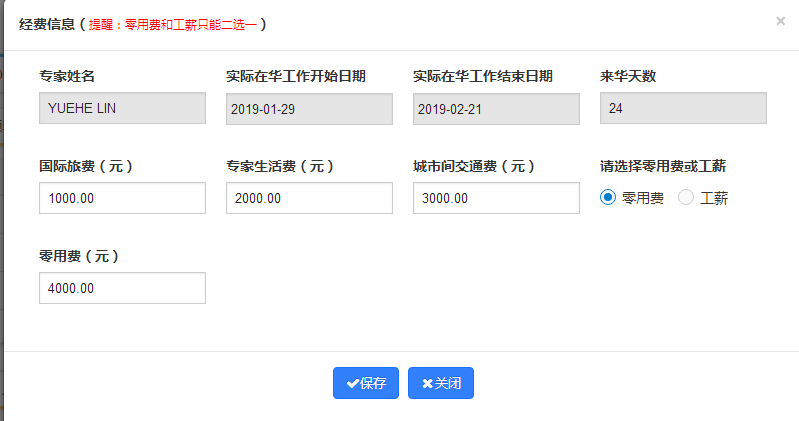 经费信息（提醒：零用费和工薪只能二选一）
×
专家姓名 实际在华工作开始日期 实际在华工作结束日期 来华天数
YUEHE LIN 2019-01-29 2019-02-21 24
国际旅费（元） 专家生活费（元） 城市间交通费（元） 请选择零用费或工薪
1000.00 2000.00 3000.00 零用费 工薪
零用费（元）
4000.00
保存 关闭